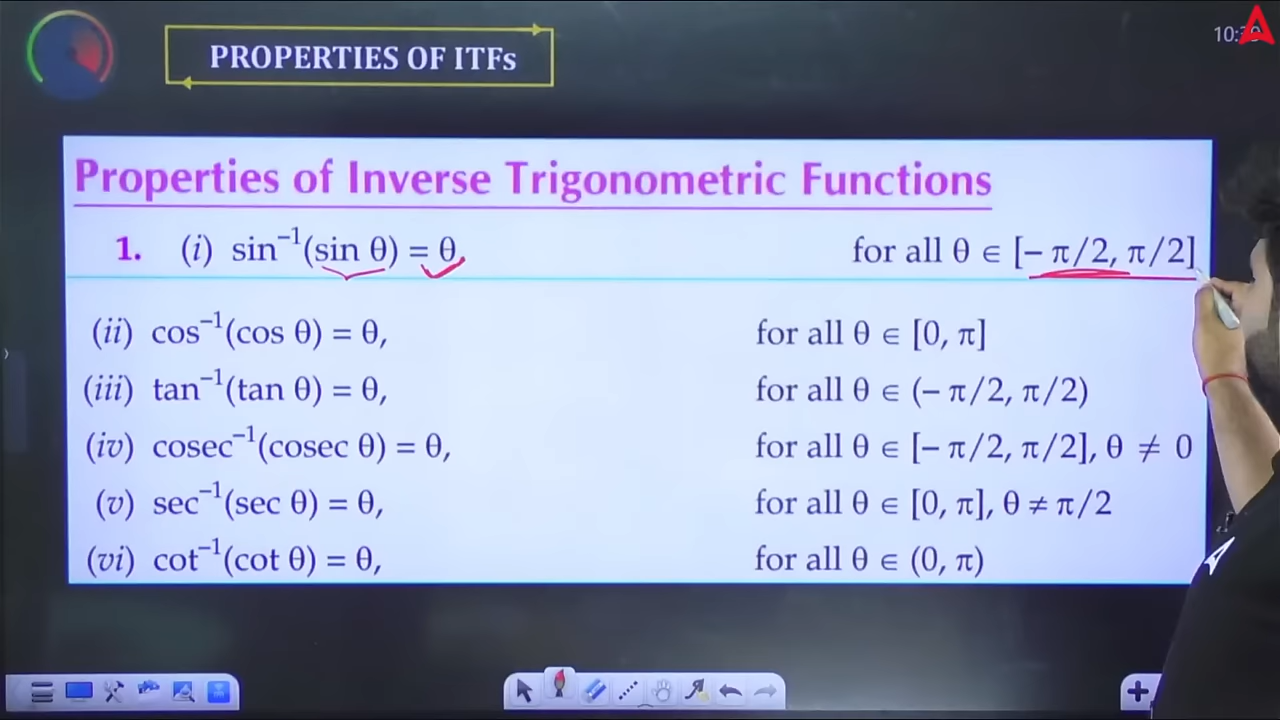 PROPERTIES OF ITFs
Properties of Inverse Trigonometric Functions
1. (i) sin⁻¹(sin θ) = θ, for all θ ∈ [– π/2, π/2]
(ii) cos⁻¹(cos θ) = θ, for all θ ∈ [0, π]
(iii) tan⁻¹(tan θ) = θ, for all θ ∈ (– π/2, π/2)
(iv) cosec⁻¹(cosec θ) = θ, for all θ ∈ [– π/2, π/2], θ ≠ 0
(v) sec⁻¹(sec θ) = θ, for all θ ∈ [0, π], θ ≠ π/2
(vi) cot⁻¹(cot θ) = θ, for all θ ∈ (0, π)